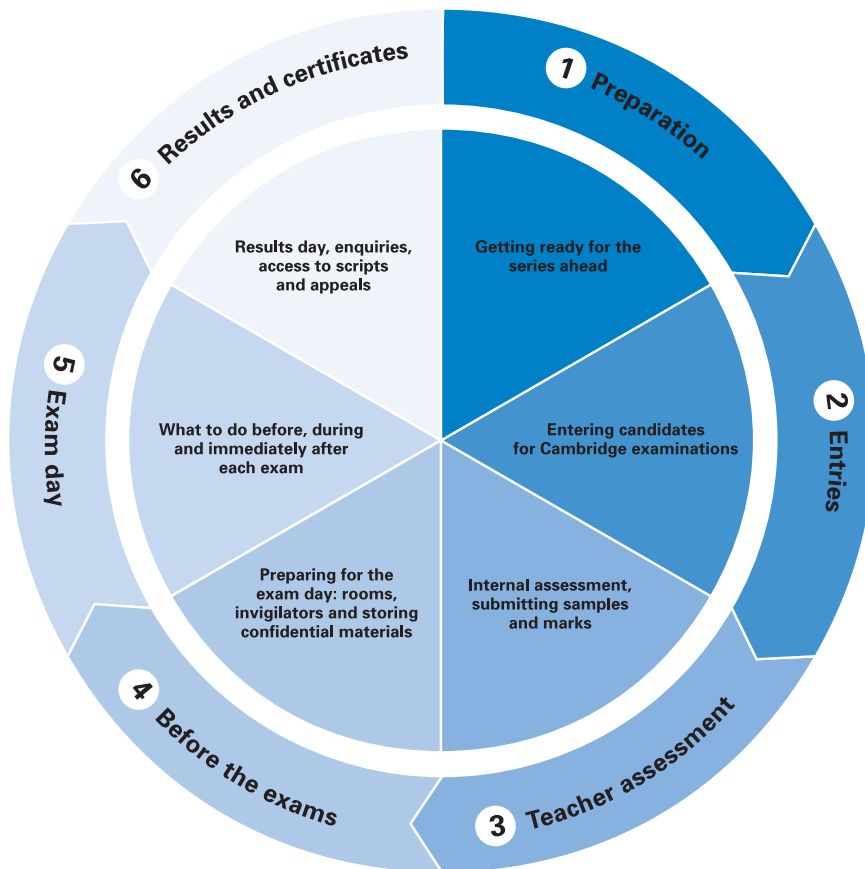 1 Preparation
Getting ready for the
series ahead
2 Entries
Entering candidates
for Cambridge examinations
3 Teacher assessment
Internal assessment,
submitting samples
and marks
4 Before the exams
Preparing for the
exam day: rooms,
invigilators and storing
confidential materials
5 Exam day
What to do before, during
and immediately after
each exam
6 Results and certificates
Results day, enquiries,
access to scripts
and appeals